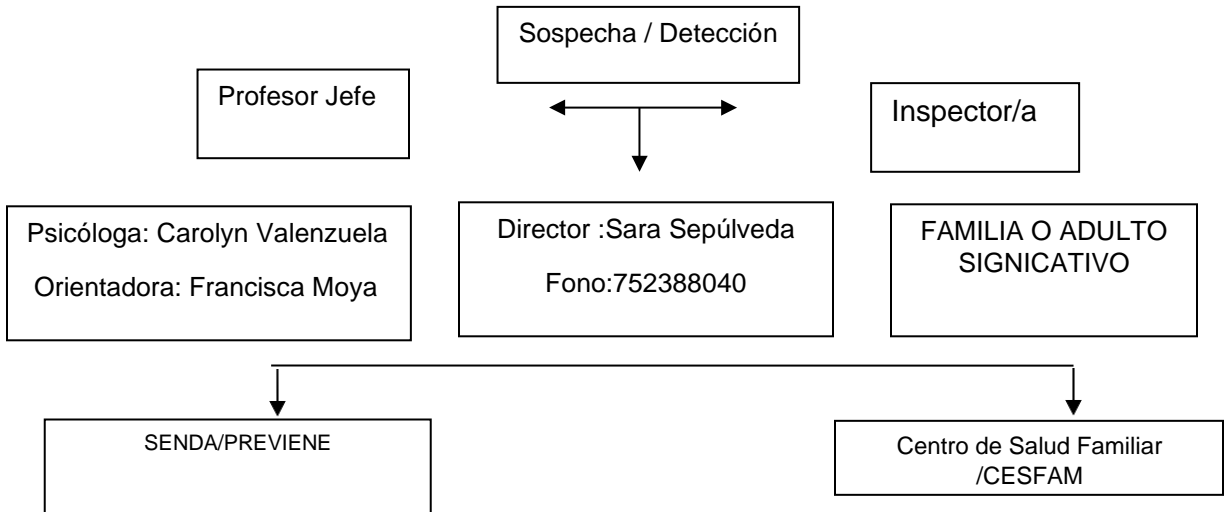 Sospecha / Detección
Profesor Jefe
Inspector/a
Psicóloga: Carolyn Valenzuela
Orientadora: Francisca Moya
Director :Sara Sepúlveda
Fono:752388040
FAMILIA O ADULTO
SIGNICATIVO
SENDA/PREVIENE
Centro de Salud Familiar
/CESFAM